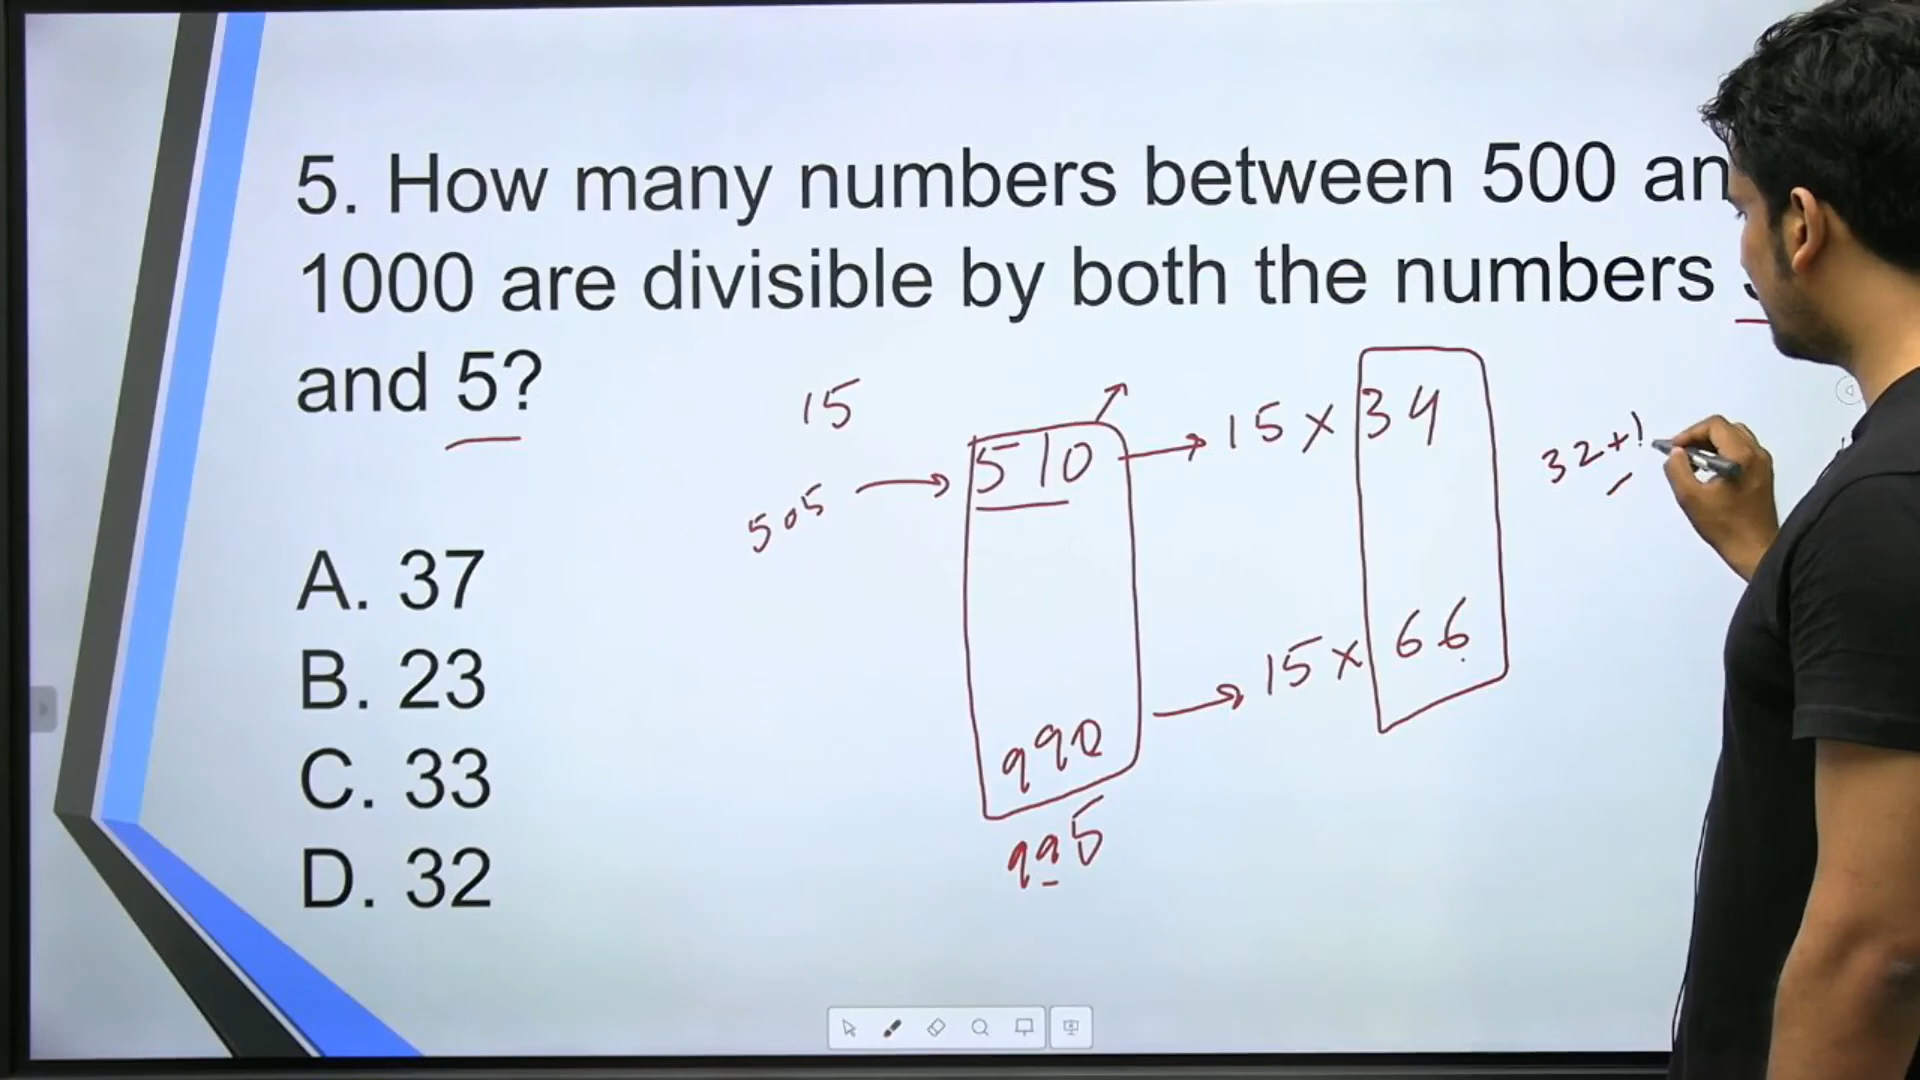 5. How many numbers between 500 an
1000 are divisible by both the numbers
and 5?
15
510
15 x 34
32+1
505
A. 37
B. 23
15 x 66
990
C. 33
995
D. 32